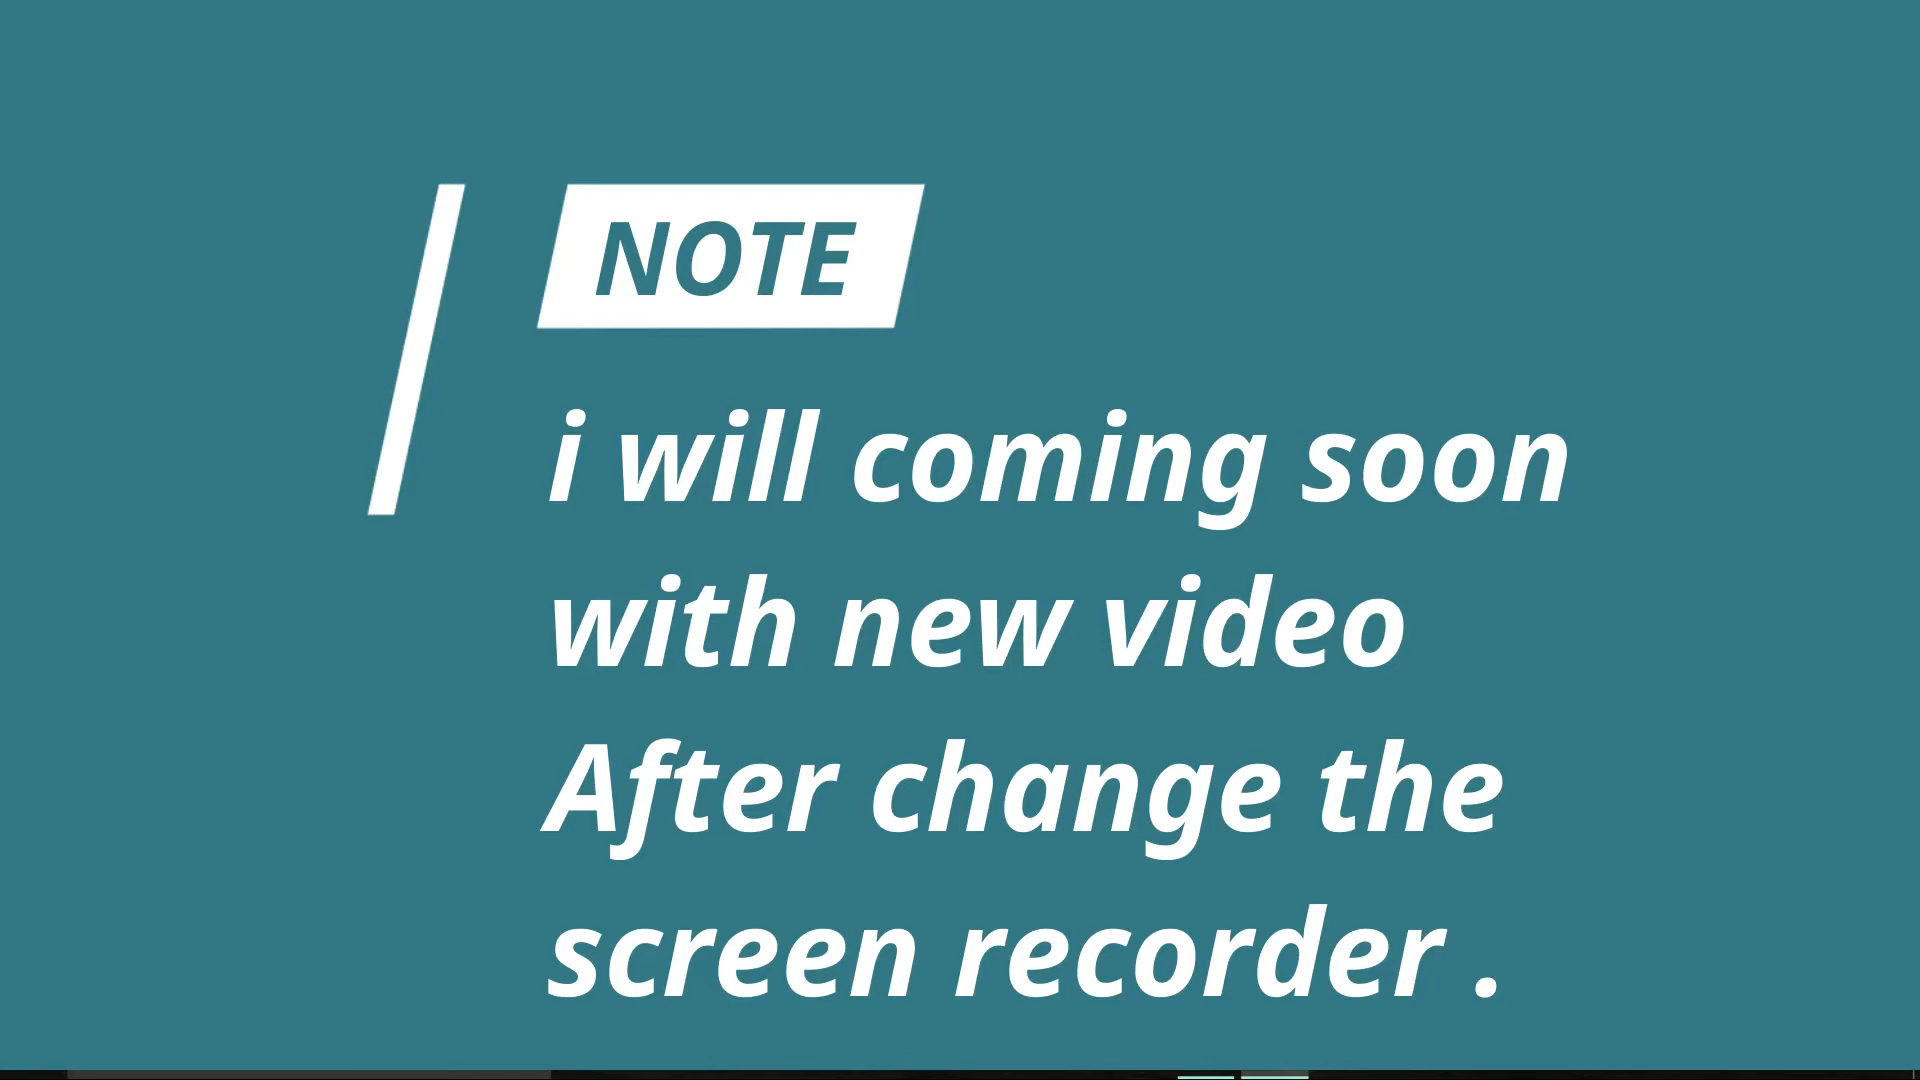 NOTE
i will coming soon
with new video
After change the
screen recorder .